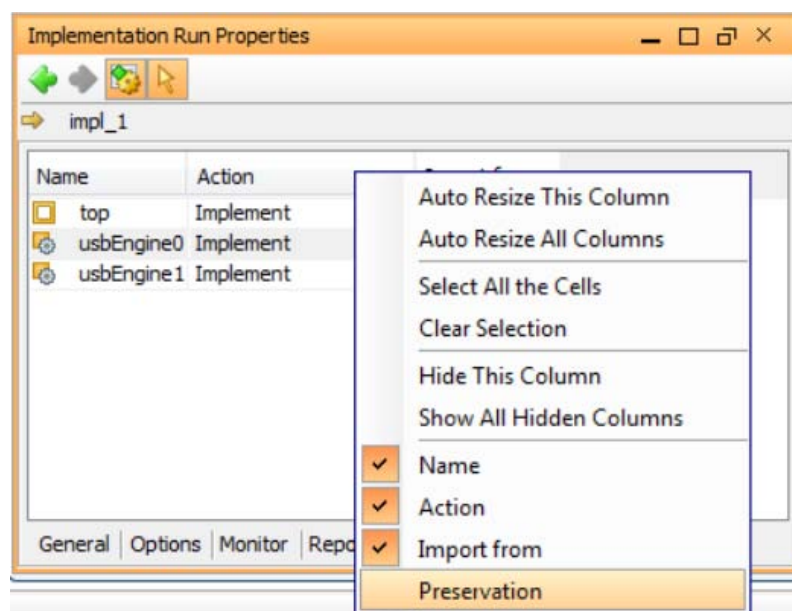 Implementation Run Properties
impl_1
Name Action
top Implement
usbEngine0 Implement
usbEngine1 Implement
General Options Monitor
Auto Resize This Column
Auto Resize All Columns
Select All the Cells
Clear Selection
Hide This Column
Show All Hidden Columns
Name
Action
Import from
Preservation